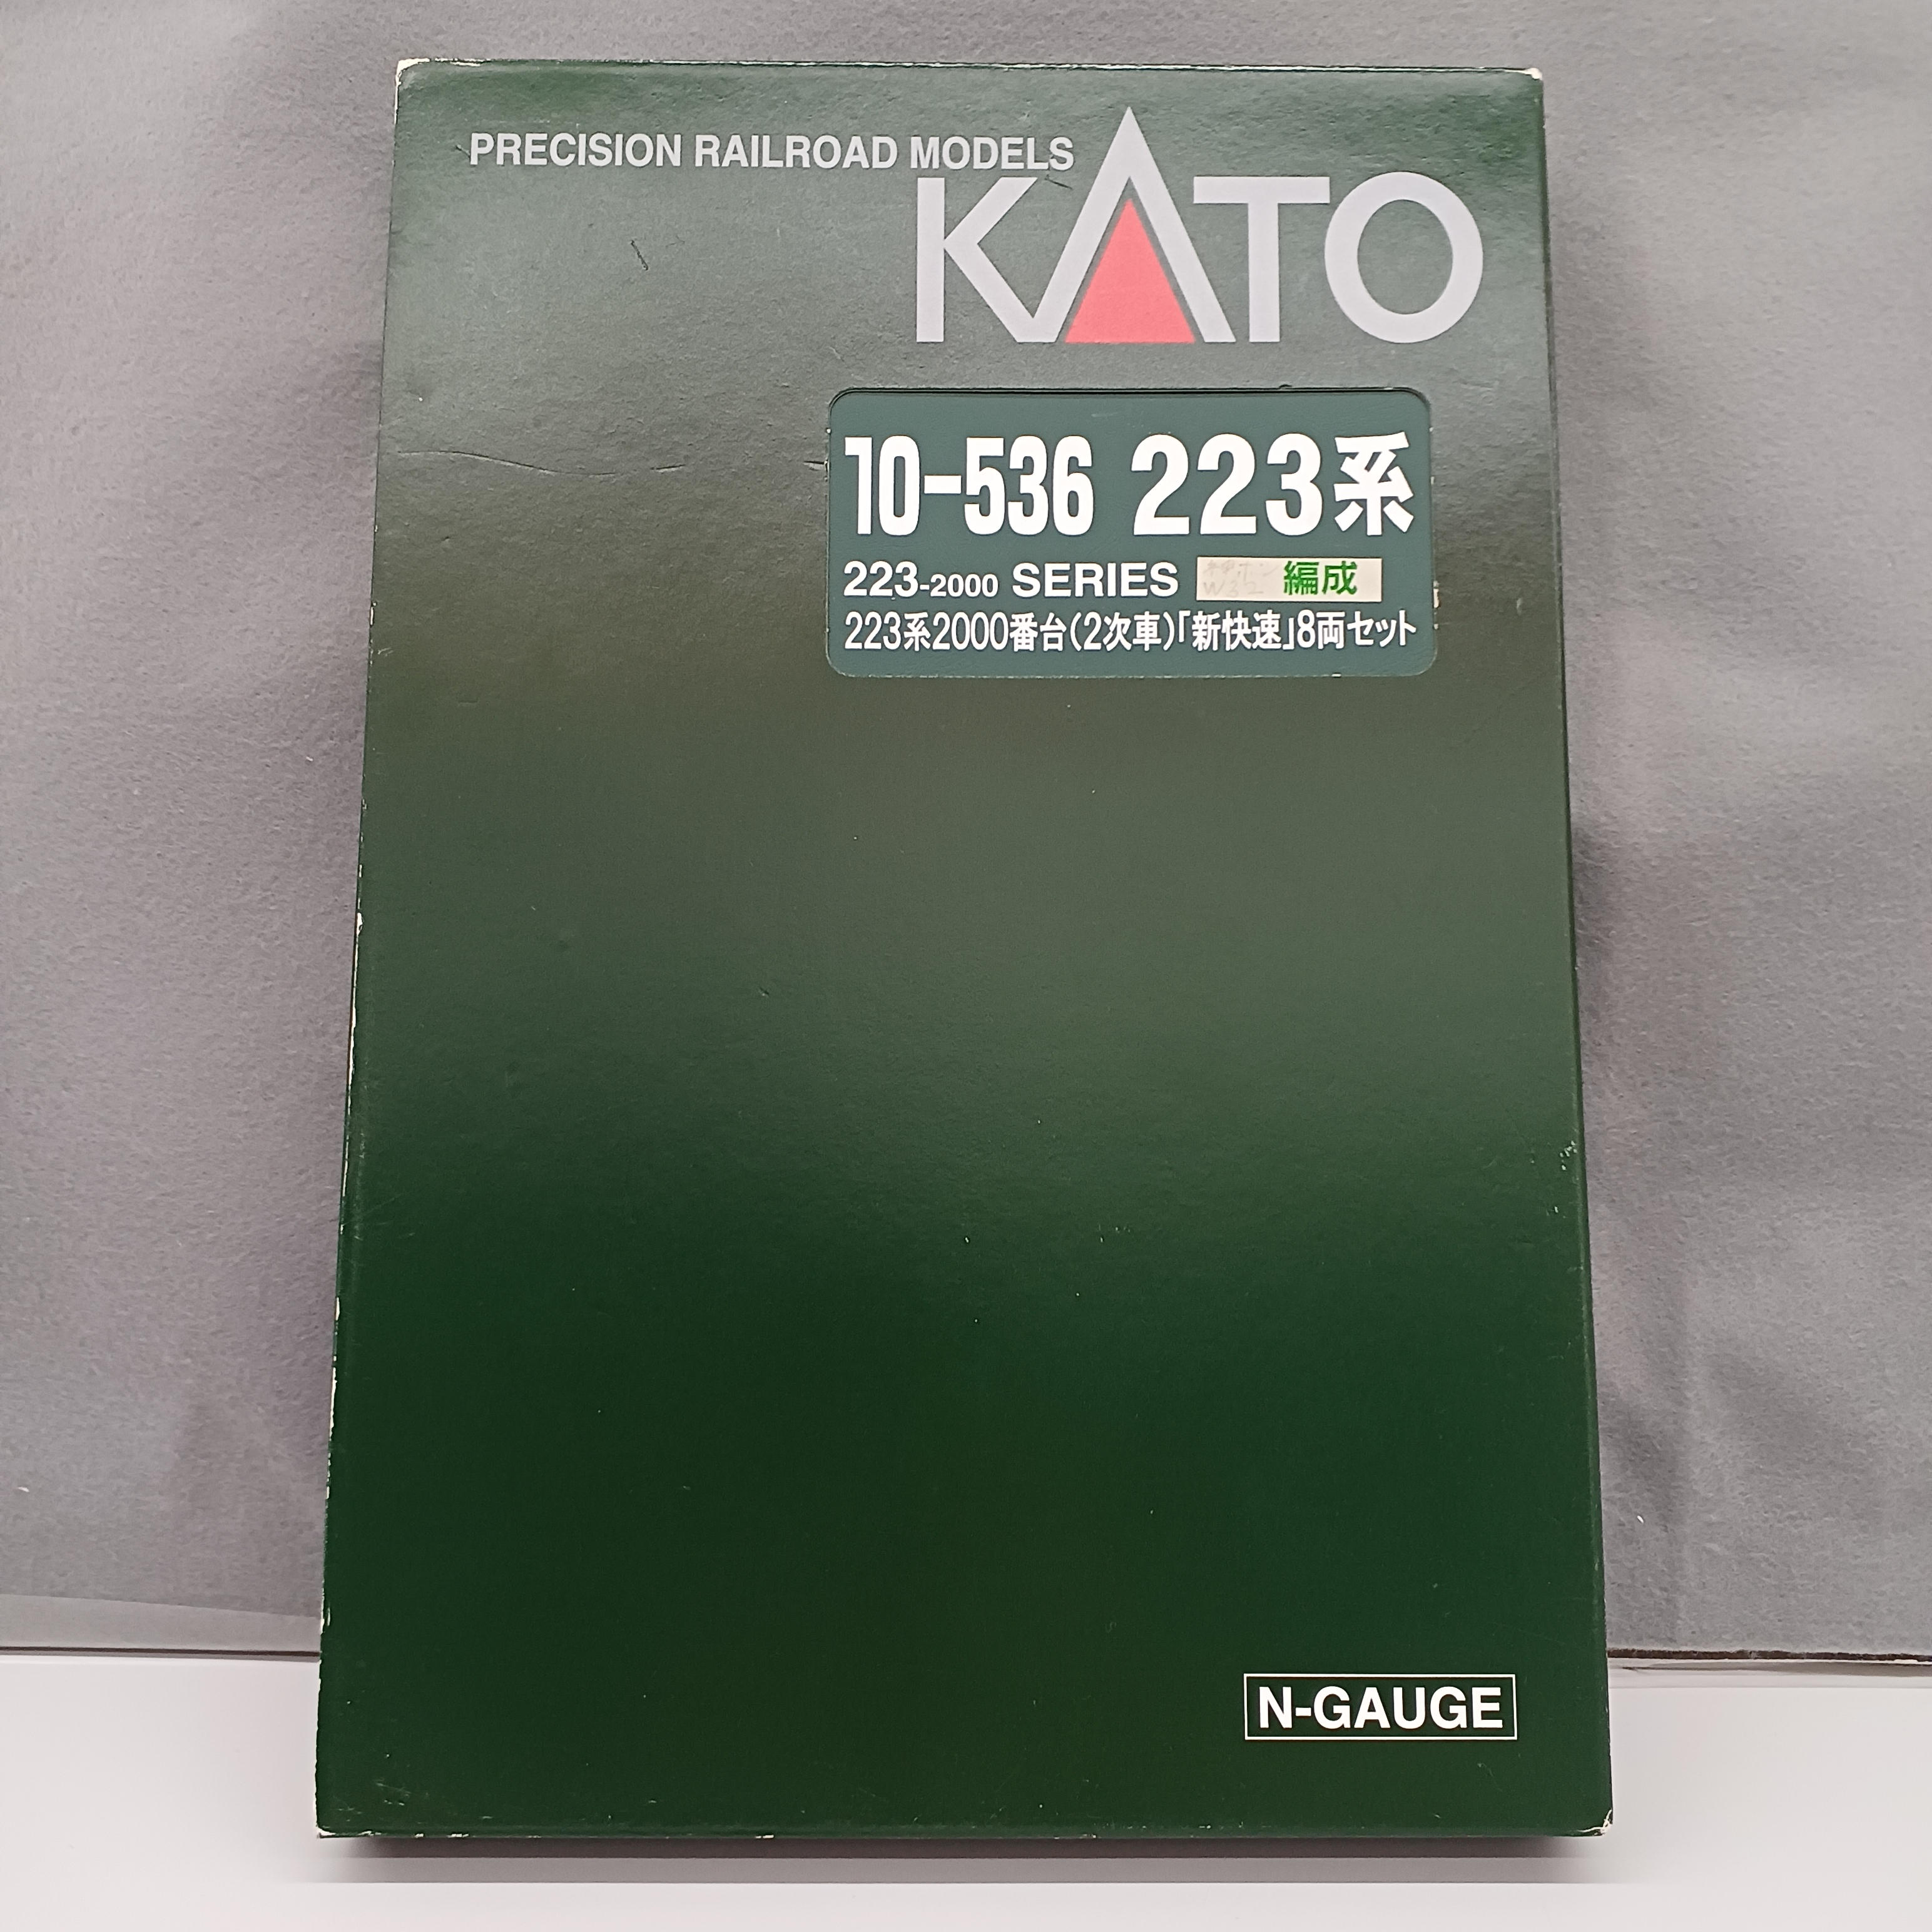 PRECISION RAILROAD MODELS
KATO
10-536 223系
223-2000 SERIES 編成
223系2000番台(2次車)「新快速」8両セット
N-GAUGE